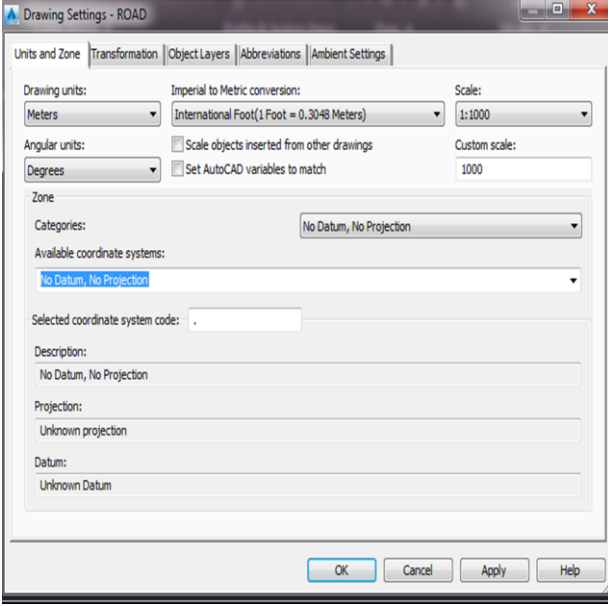 Drawing Settings - ROAD
Units and Zone Transformation Object Layers Abbreviations Ambient Settings
Drawing units: Imperial to Metric conversion: Scale:
Meters International Foot(1 Foot = 0.3048 Meters) 1:1000
Angular units: Scale objects inserted from other drawings Custom scale:
Degrees Set AutoCAD variables to match 1000
Zone
Categories: No Datum, No Projection
Available coordinate systems:
No Datum, No Projection
Selected coordinate system code: .
Description:
No Datum, No Projection
Projection:
Unknown projection
Datum:
Unknown Datum
OK Cancel Apply Help